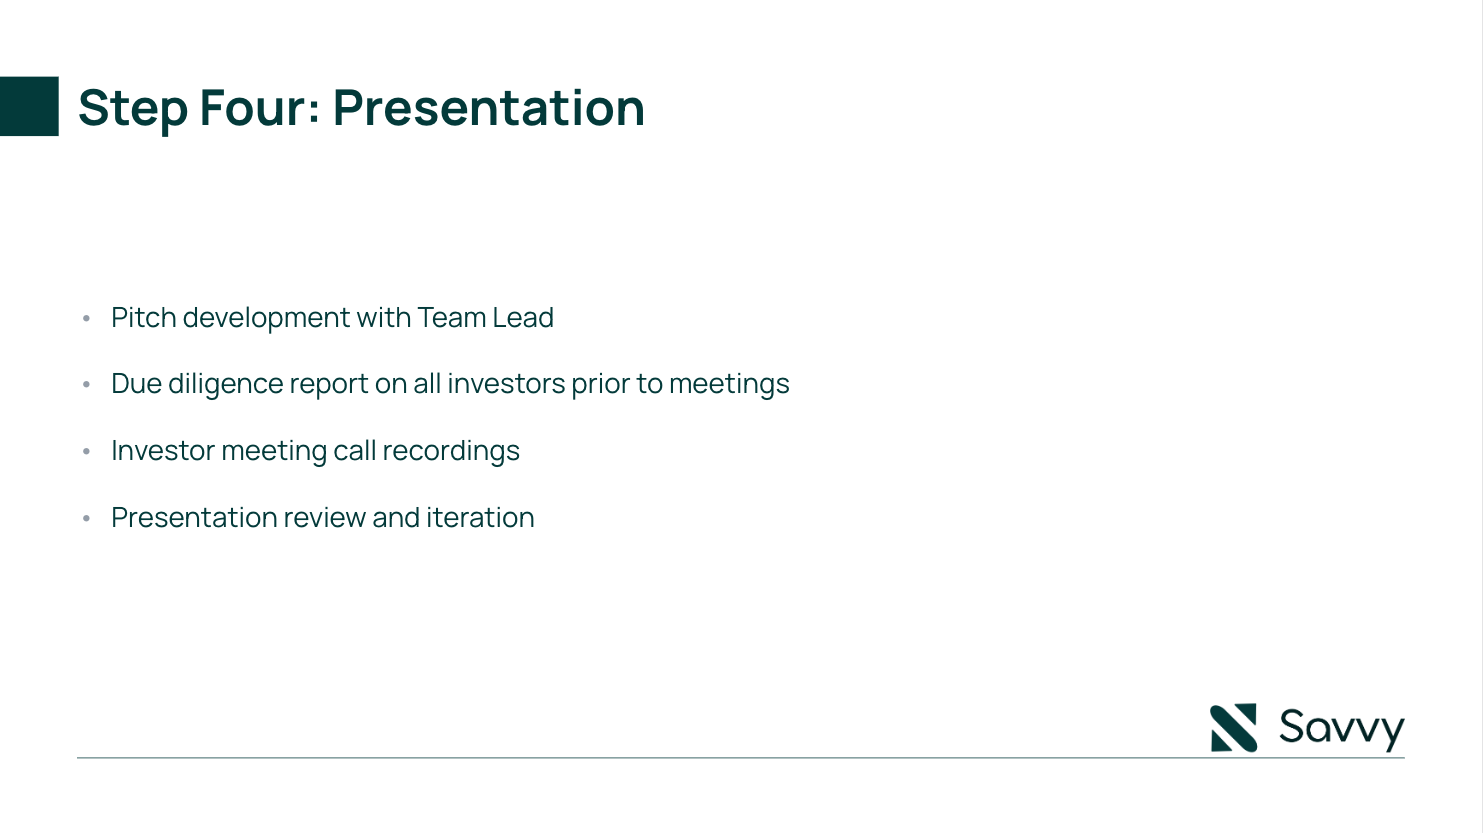 Step Four: Presentation
• Pitch development with Team Lead
• Due diligence report on all investors prior to meetings
• Investor meeting call recordings
• Presentation review and iteration
Savvy